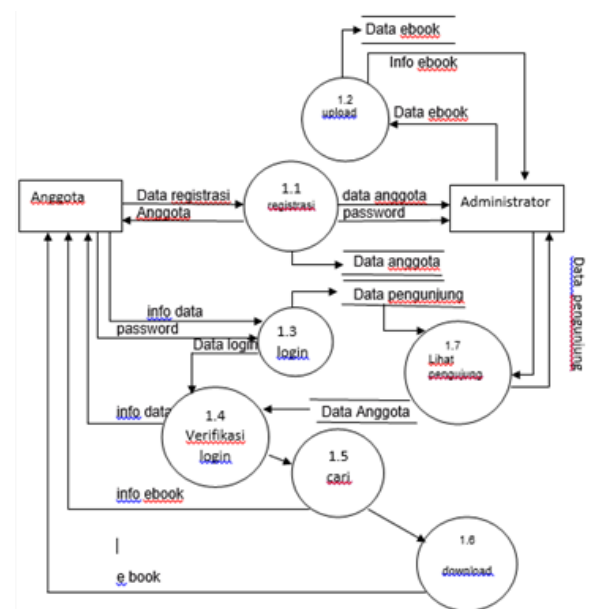 Data ebook
Info ebook
1.2
upload
Data ebook
Anggota
Data registrasi
Anggota
1.1
registrasi
data anggota
password
Administrator
Data anggota
Data pengunjung
Data pengunjung
info data
password
Data login
1.3
login
1.7
Lihat
pengujung
info data
1.4
Verifikasi
login
Data Anggota
1.5
cari
info ebook
1.6
download
e book